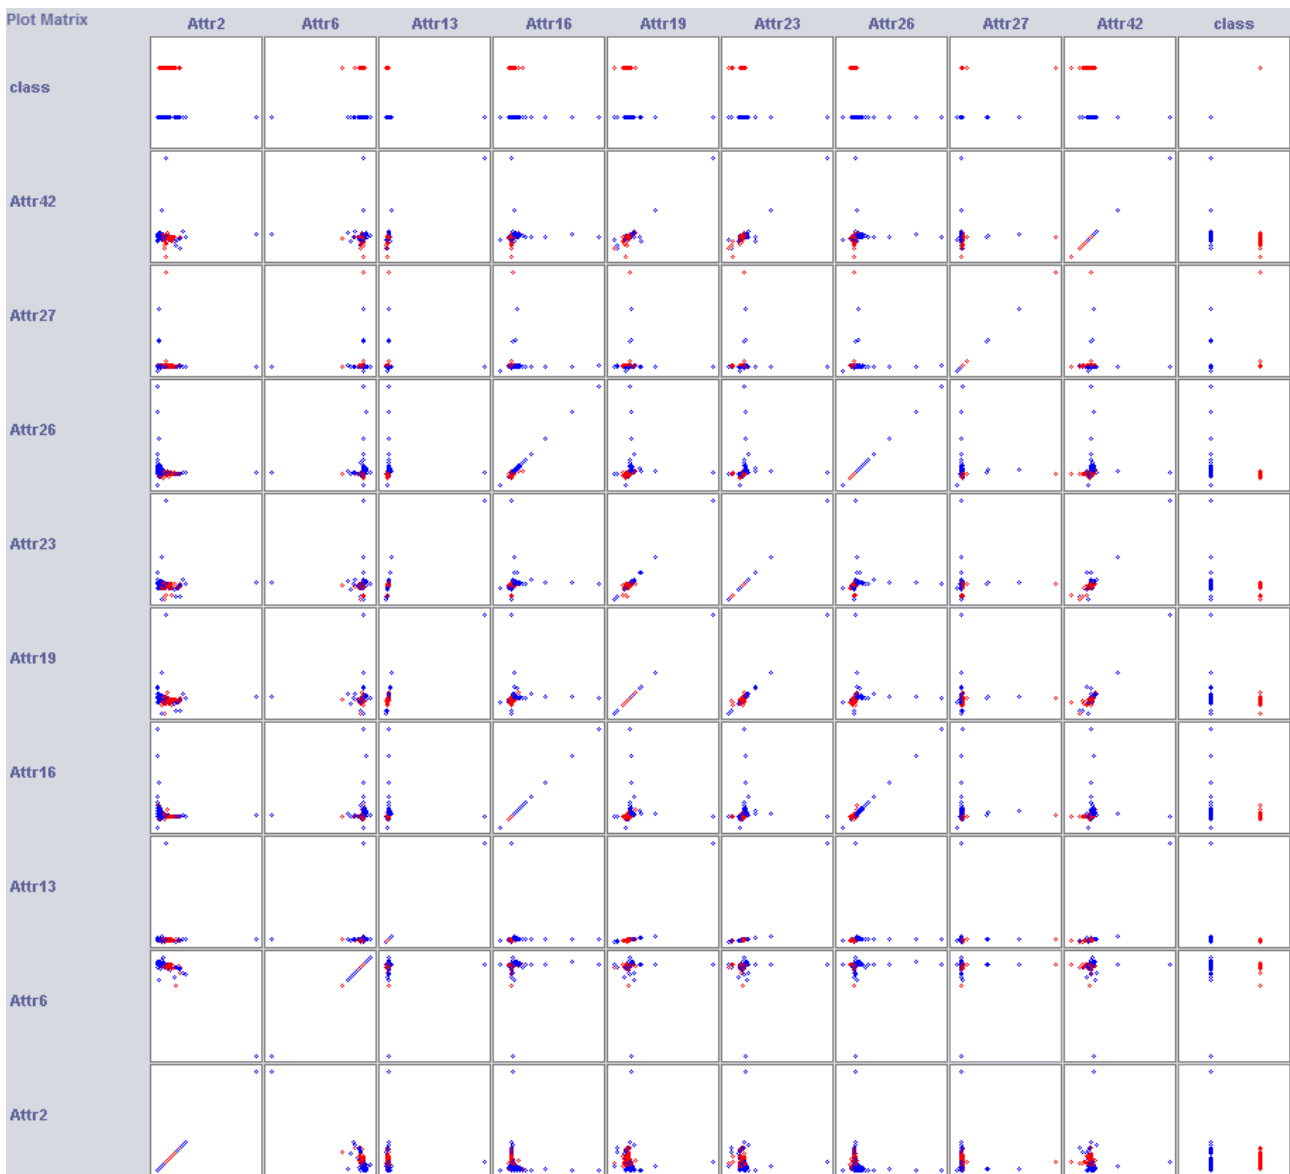 Plot Matrix Attr2 Attr6 Attr13 Attr16 Attr19 Attr23 Attr26 Attr27 Attr42 class
class
Attr42
Attr27
Attr26
Attr23
Attr19
Attr16
Attr13
Attr6
Attr2